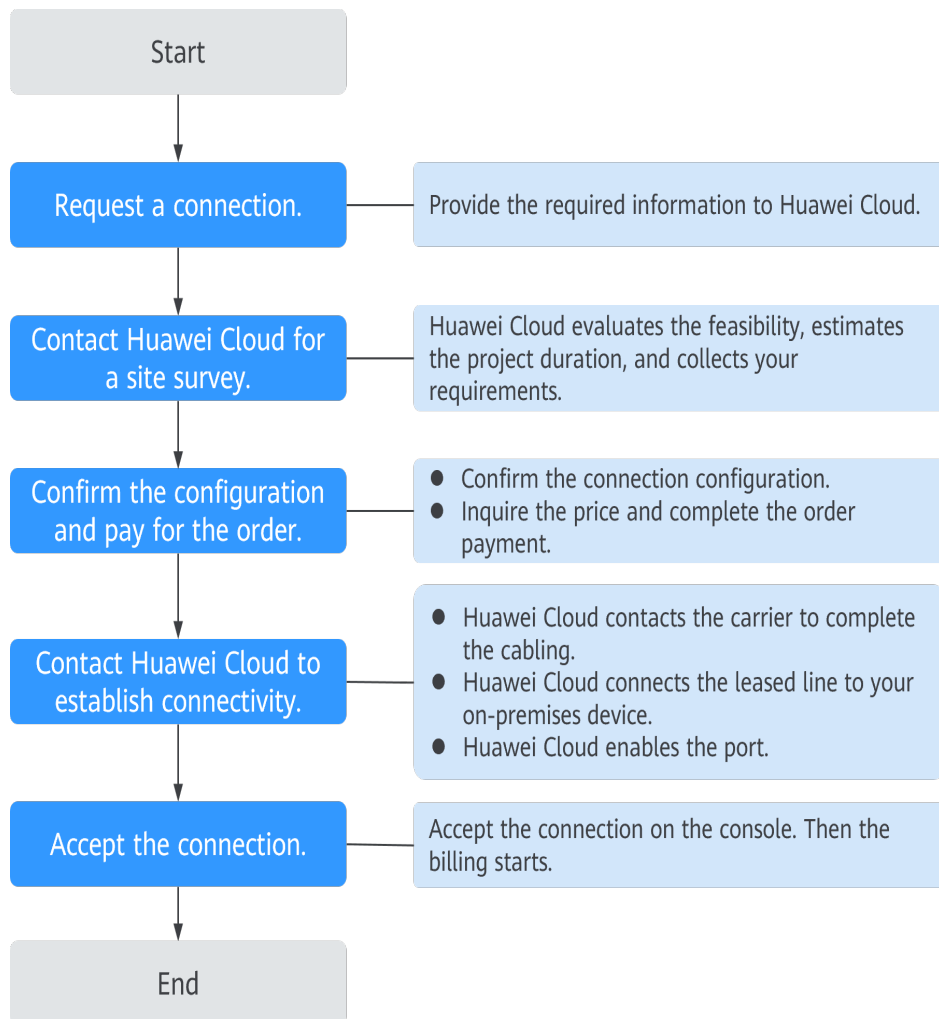 Start
Request a connection.
Provide the required information to Huawei Cloud.
Contact Huawei Cloud for
a site survey.
Huawei Cloud evaluates the feasibility, estimates
the project duration, and collects your
requirements.
Confirm the configuration
and pay for the order.
● Confirm the connection configuration.
● Inquire the price and complete the order
payment.
Contact Huawei Cloud to
establish connectivity.
● Huawei Cloud contacts the carrier to complete
the cabling.
● Huawei Cloud connects the leased line to your
on-premises device.
● Huawei Cloud enables the port.
Accept the connection.
Accept the connection on the console. Then the
billing starts.
End